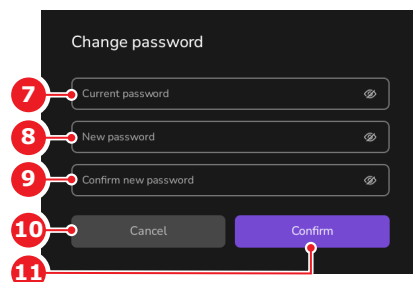 Change password
7 Current password
8 New password
9 Confirm new password
10 Cancel Confirm
11